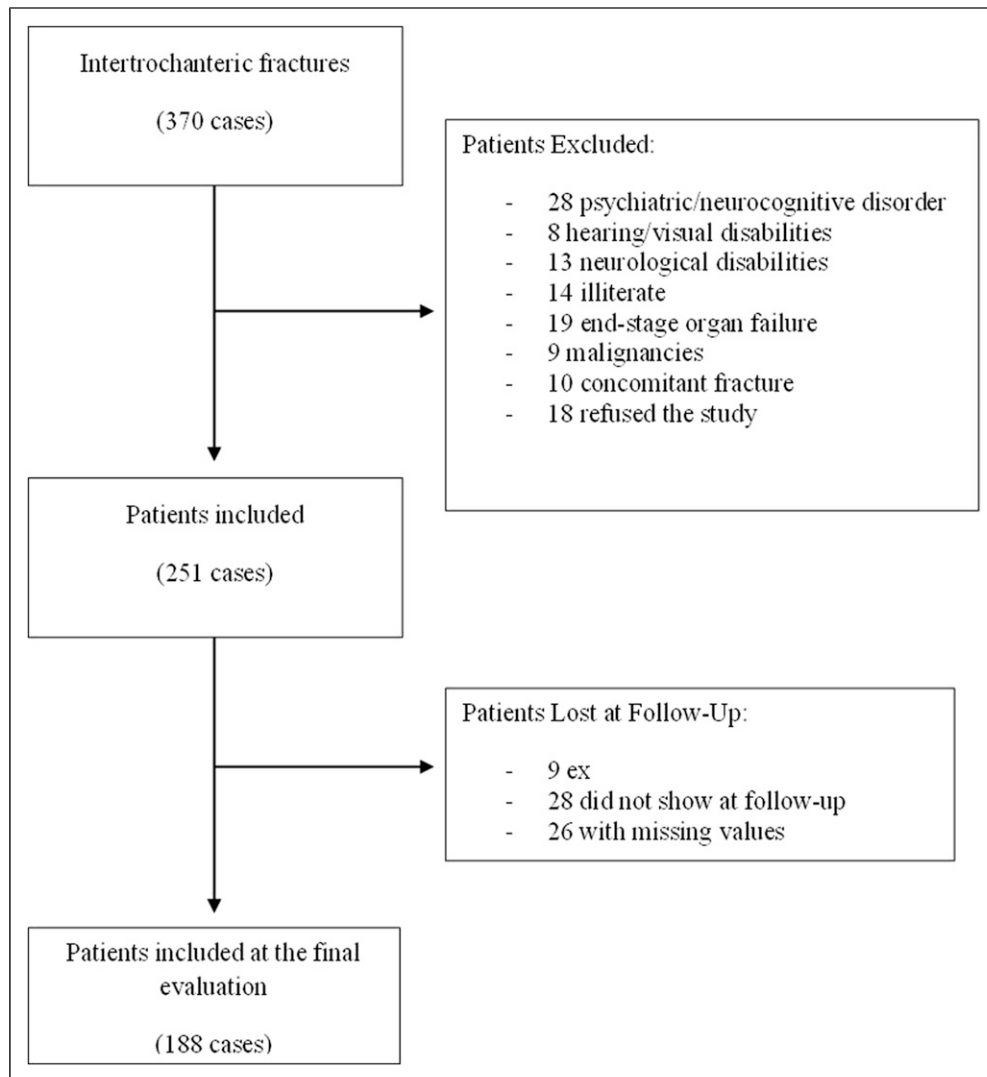 Intertrochanteric fractures
(370 cases)
Patients Excluded:
- 28 psychiatric/neurocognitive disorder
- 8 hearing/visual disabilities
- 13 neurological disabilities
- 14 illiterate
- 19 end-stage organ failure
- 9 malignancies
- 10 concomitant fracture
- 18 refused the study
Patients included
(251 cases)
Patients Lost at Follow-Up:
- 9 ex
- 28 did not show at follow-up
- 26 with missing values
Patients included at the final
evaluation
(188 cases)